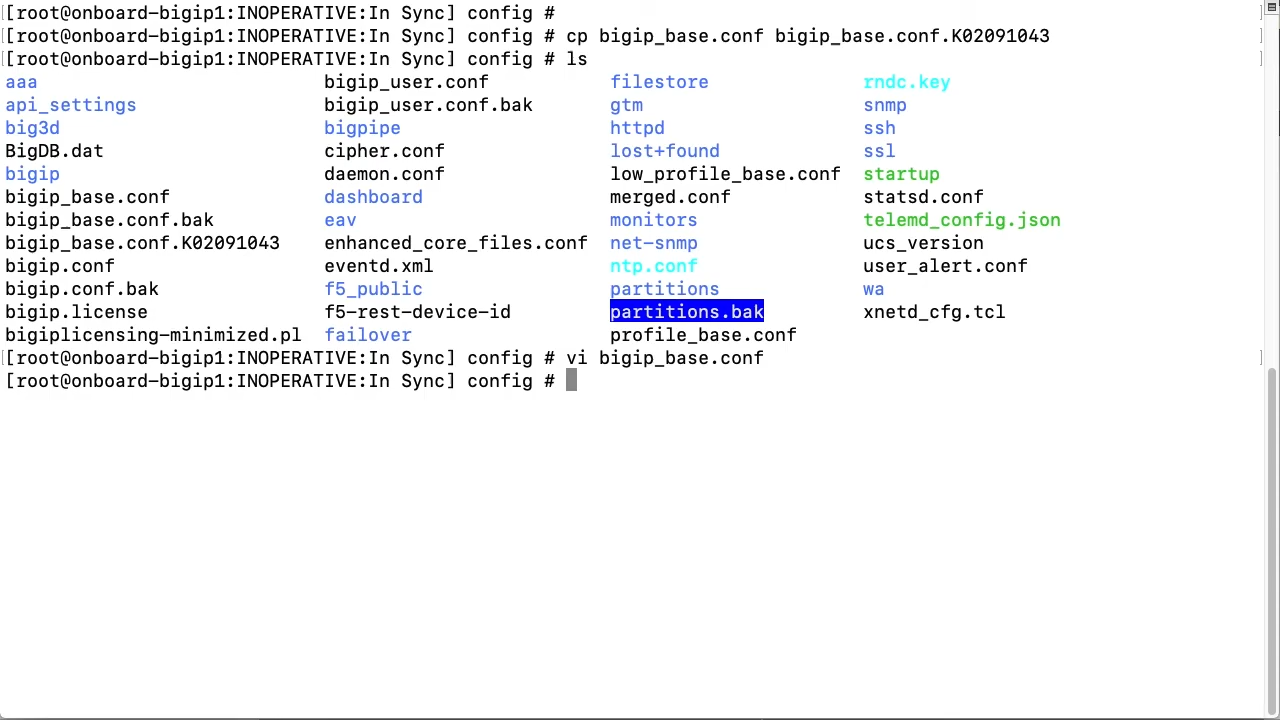 [root@onboard-bigip1:INOPERATIVE:In Sync] config #
[root@onboard-bigip1:INOPERATIVE:In Sync] config # cp bigip_base.conf bigip_base.conf.K02091043
[root@onboard-bigip1:INOPERATIVE:In Sync] config # ls
aaa bigip_user.conf filestore rndc.key
api_settings bigip_user.conf.bak gtm snmp
big3d bigpipe httpd ssh
BigDB.dat cipher.conf lost+found ssl
bigip daemon.conf low_profile_base.conf startup
bigip_base.conf dashboard merged.conf statsd.conf
bigip_base.conf.bak eav monitors telemd_config.json
bigip_base.conf.K02091043 enhanced_core_files.conf net-snmp ucs_version
bigip.conf eventd.xml ntp.conf user_alert.conf
bigip.conf.bak f5_public partitions wa
bigip.license f5-rest-device-id partitions.bak xnetd_cfg.tcl
bigiplicensing-minimized.pl failover profile_base.conf
[root@onboard-bigip1:INOPERATIVE:In Sync] config # vi bigip_base.conf
[root@onboard-bigip1:INOPERATIVE:In Sync] config #